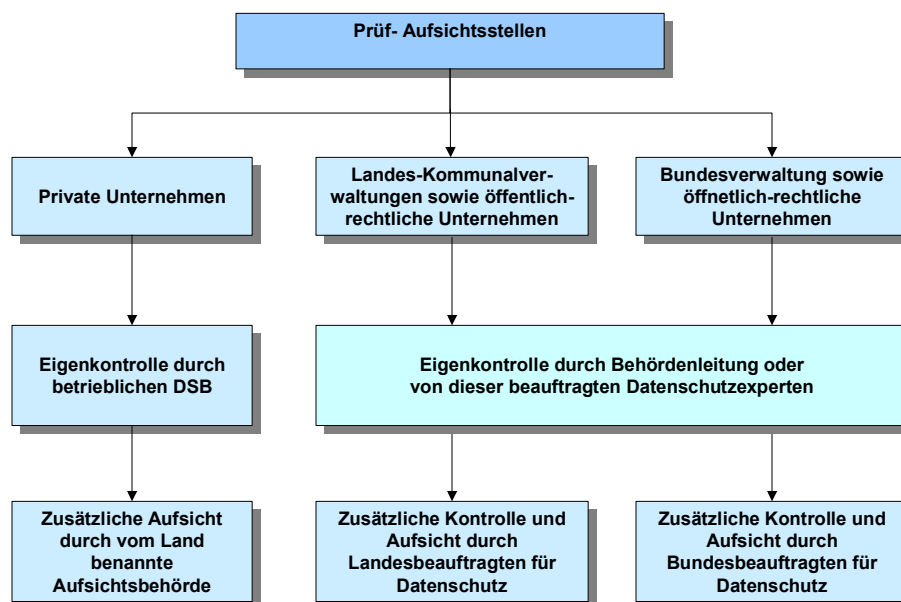 Prüf- Aufsichtsstellen
Private Unternehmen
Landes-Kommunalver-
waltungen sowie öffentlich-
rechtliche Unternehmen
Bundesverwaltung sowie
öffnetlich-rechtliche
Unternehmen
Eigenkontrolle durch
betrieblichen DSB
Eigenkontrolle durch Behördenleitung oder
von dieser beauftragten Datenschutzexperten
Zusätzliche Aufsicht
durch vom Land
benannte
Aufsichtsbehörde
Zusätzliche Kontrolle und
Aufsicht durch
Landesbeauftragten für
Datenschutz
Zusätzliche Kontrolle und
Aufsicht durch
Bundesbeauftragten für
Datenschutz